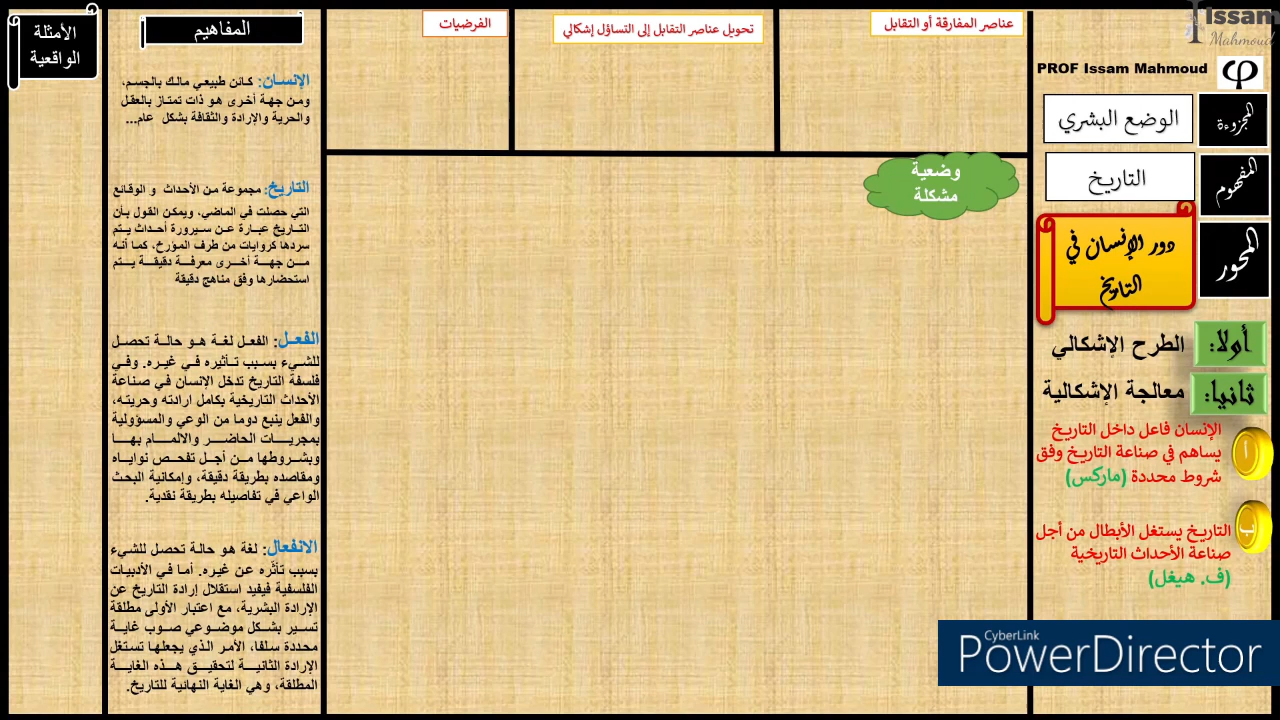 issam
Mahmoud
PROF Issam Mahmoud
المجزوءة
الوضع البشري
المفهوم
التاريخ
المحور
دور الإنسان في
التاريخ
أولا:
الطرح الإشكالي
ثانيا:
معالجة الإشكالية
أ
الإنسان فاعل داخل التاريخ
يساهم في صناعة التاريخ وفق
شروط محددة (ماركس)
ب
التاريخ يستغل الأبطال من أجل
صناعة الأحداث التاريخية
(ف. هيغل)
عناصر المفارقة أو التقابل
تحويل عناصر التقابل إلى التساؤل إشكالي
الفرضيات
وضعية
مشكلة
المفاهيم
الإنسان: كائن طبيعي مالك بالجسم،
ومن جهة أخرى هو ذات تمتاز بالعقل
والحرية والإرادة والثقافة بشكل عام...
التاريخ: مجموعة من الأحداث و الوقائع
التي حصلت في الماضي، ويمكن القول بأن
التاريخ عبارة عن سيرورة أحداث يتم
سردها كروايات من طرف المؤرخ، كما أنه
من جهة أخرى معرفة دقيقة يتم
استحضارها وفق مناهج دقيقة
الفعل: الفعل لغة هو حالة تحصل
للشيء بسبب تأثيره في غيره. وفي
فلسفة التاريخ تدخل الإنسان في صناعة
الأحداث التاريخية بكامل ارادته وحريته،
والفعل ينبع دوما من الوعي والمسؤولية
بمجريات الحاضر والالمام بها
وبشروطها من أجل تفحص نواياه
ومقاصده بطريقة دقيقة، وإمكانية البحث
الواعي في تفاصيله بطريقة نقدية.
الانفعال: لغة هو حالة تحصل للشيء
بسبب تأثره عن غيره. أما في الأدبيات
الفلسفية فيفيد استقلال إرادة التاريخ عن
الإرادة البشرية، مع اعتبار الأولى مطلقة
تسير بشكل موضوعي صوب غاية
محددة سلفا، الأمر الذي يجعلها تستغل
الإرادة الثانية لتحقيق هذه الغاية
المطلقة، وهي الغاية النهائية للتاريخ.
الأمثلة
الواقعية
CyberLink
PowerDirector